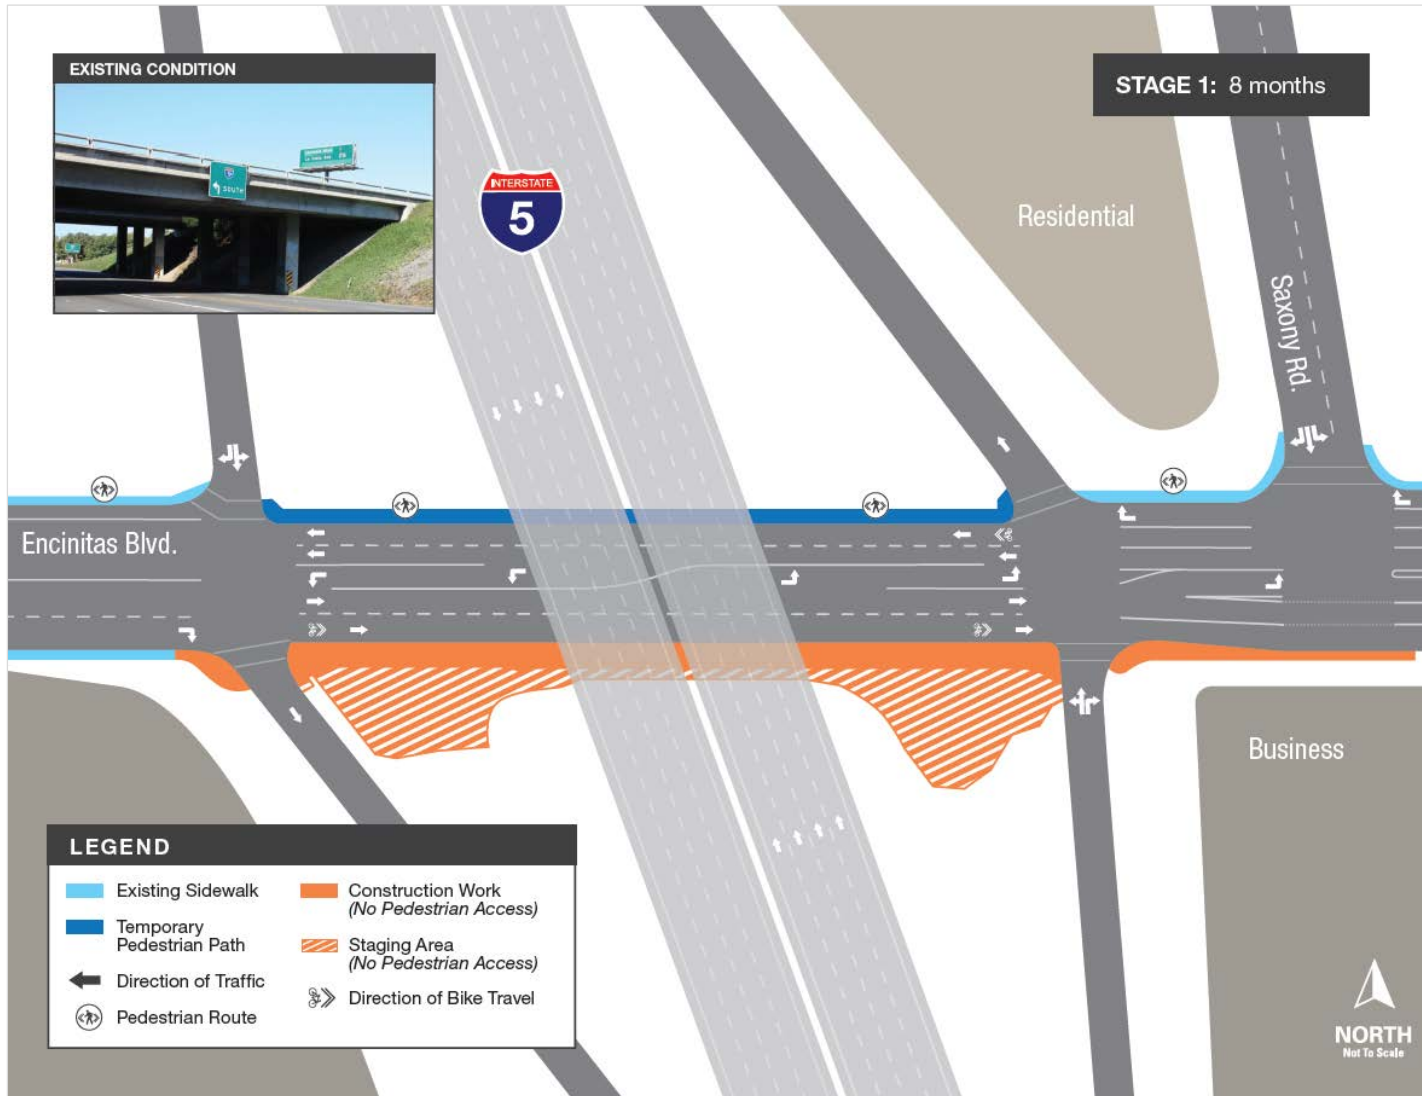 EXISTING CONDITION
SOUTH
STAGE 1: 8 months
INTERSTATE
5
Residential
Saxony Rd.
Encinitas Blvd.
Business
LEGEND
Existing Sidewalk
Temporary
Pedestrian Path
Direction of Traffic
Pedestrian Route
Construction Work
(No Pedestrian Access)
Staging Area
(No Pedestrian Access)
Direction of Bike Travel
NORTH
Not To Scale